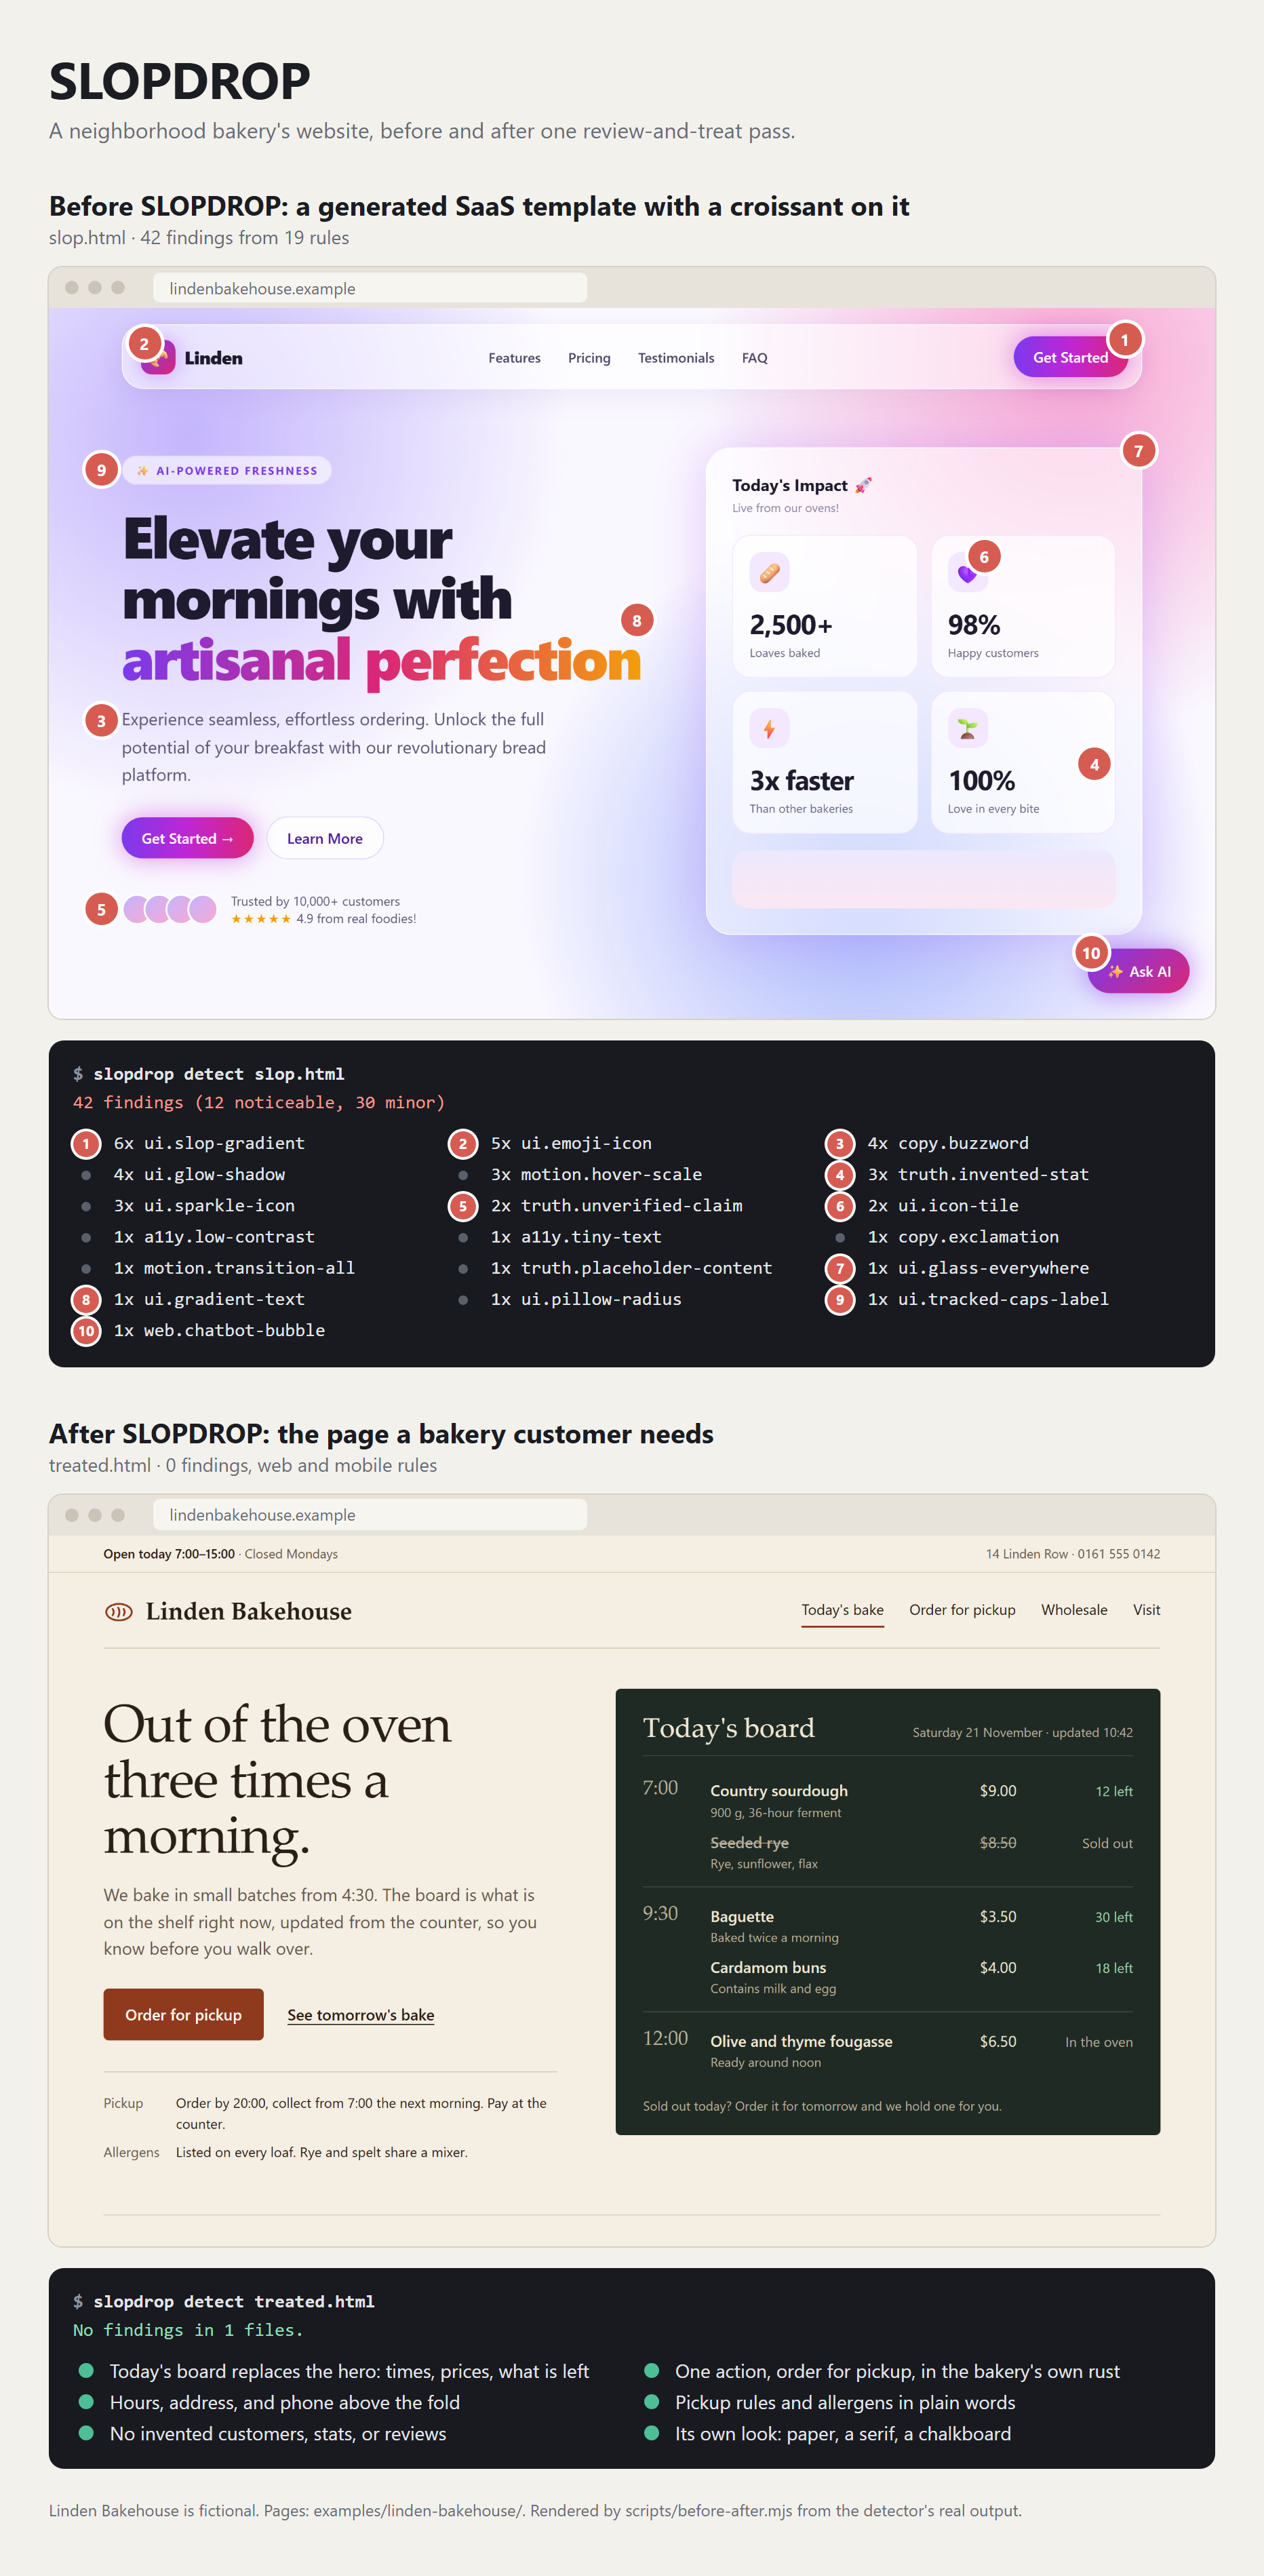 SLOPDROP
A neighborhood bakery's website, before and after one review-and-treat pass.
Before SLOPDROP: a generated SaaS template with a croissant on it
slop.html · 42 findings from 19 rules
lindenbakehouse.example
2
Linden
Features Pricing Testimonials FAQ
Get Started
1
9
✨ AI-POWERED FRESHNESS
Elevate your
mornings with
artisanal perfection
8
3
Experience seamless, effortless ordering. Unlock the full
potential of your breakfast with our revolutionary bread
platform.
Get Started →
Learn More
5
Trusted by 10,000+ customers
★★★★★ 4.9 from real foodies!
7
Today's Impact 🚀
Live from our ovens!
2,500+
Loaves baked
6
98%
Happy customers
3x faster
Than other bakeries
4
100%
Love in every bite
10
✨ Ask AI
$ slopdrop detect slop.html
42 findings (12 noticeable, 30 minor)
1 6x ui.slop-gradient
2 5x ui.emoji-icon
3 4x copy.buzzword
4x ui.glow-shadow
3x motion.hover-scale
4 3x truth.invented-stat
3x ui.sparkle-icon
5 2x truth.unverified-claim
6 2x ui.icon-tile
1x a11y.low-contrast
1x a11y.tiny-text
1x copy.exclamation
1x motion.transition-all
1x truth.placeholder-content
7 1x ui.glass-everywhere
8 1x ui.gradient-text
1x ui.pillow-radius
9 1x ui.tracked-caps-label
10 1x web.chatbot-bubble
After SLOPDROP: the page a bakery customer needs
treated.html · 0 findings, web and mobile rules
lindenbakehouse.example
Open today 7:00–15:00 · Closed Mondays
14 Linden Row · 0161 555 0142
Linden Bakehouse
Today's bake Order for pickup Wholesale Visit
Out of the oven
three times a
morning.
We bake in small batches from 4:30. The board is what is
on the shelf right now, updated from the counter, so you
know before you walk over.
Order for pickup
See tomorrow's bake
Pickup Order by 20:00, collect from 7:00 the next morning. Pay at the
counter.
Allergens Listed on every loaf. Rye and spelt share a mixer.
Today's board
Saturday 21 November · updated 10:42
7:00 Country sourdough $9.00 12 left
900 g, 36-hour ferment
Seeded rye $8.50 Sold out
Rye, sunflower, flax
9:30 Baguette $3.50 30 left
Baked twice a morning
Cardamom buns $4.00 18 left
Contains milk and egg
12:00 Olive and thyme fougasse $6.50 In the oven
Ready around noon
Sold out today? Order it for tomorrow and we hold one for you.
$ slopdrop detect treated.html
No findings in 1 files.
Today's board replaces the hero: times, prices, what is left
One action, order for pickup, in the bakery's own rust
Hours, address, and phone above the fold
Pickup rules and allergens in plain words
No invented customers, stats, or reviews
Its own look: paper, a serif, a chalkboard
Linden Bakehouse is fictional. Pages: examples/linden-bakehouse/. Rendered by scripts/before-after.mjs from the detector's real output.